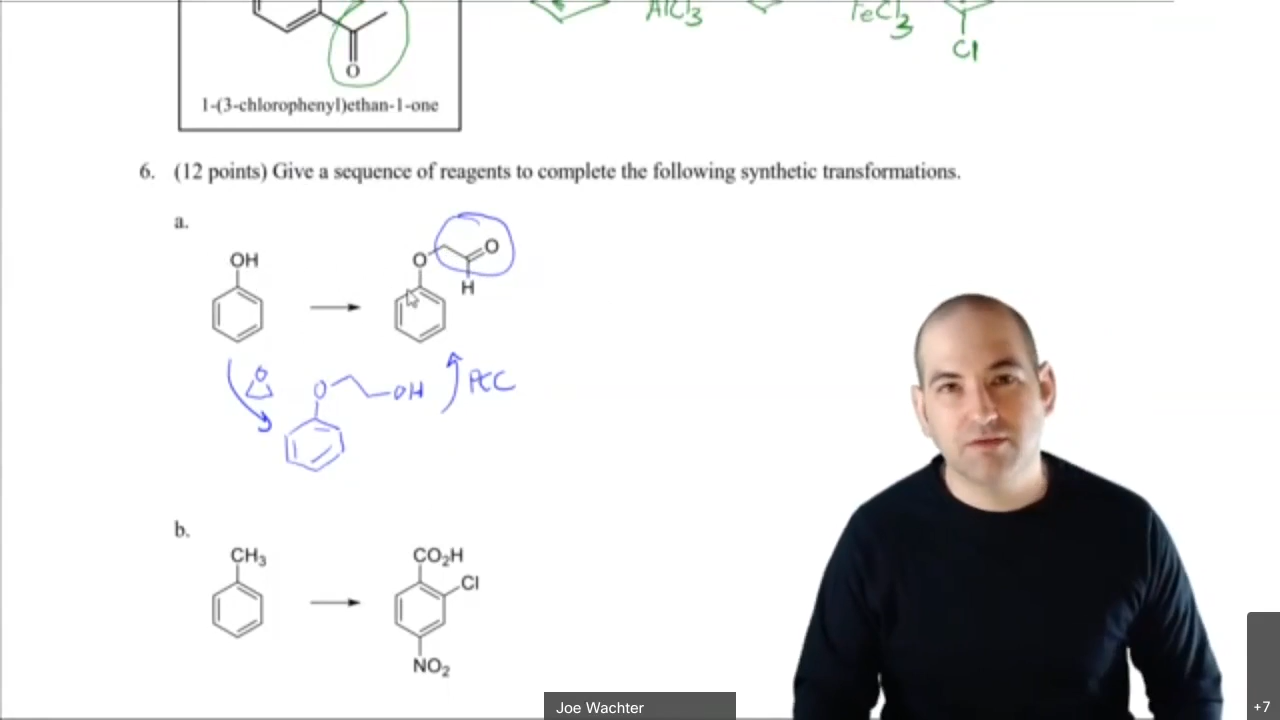 AlCl3
FeCl3
Cl
O
1-(3-chlorophenyl)ethan-1-one
6. (12 points) Give a sequence of reagents to complete the following synthetic transformations.
a.
OH
O
O
H
O
O
OH
PCC
b.
CH3
CO2H
Cl
NO2
Joe Wachter
+7